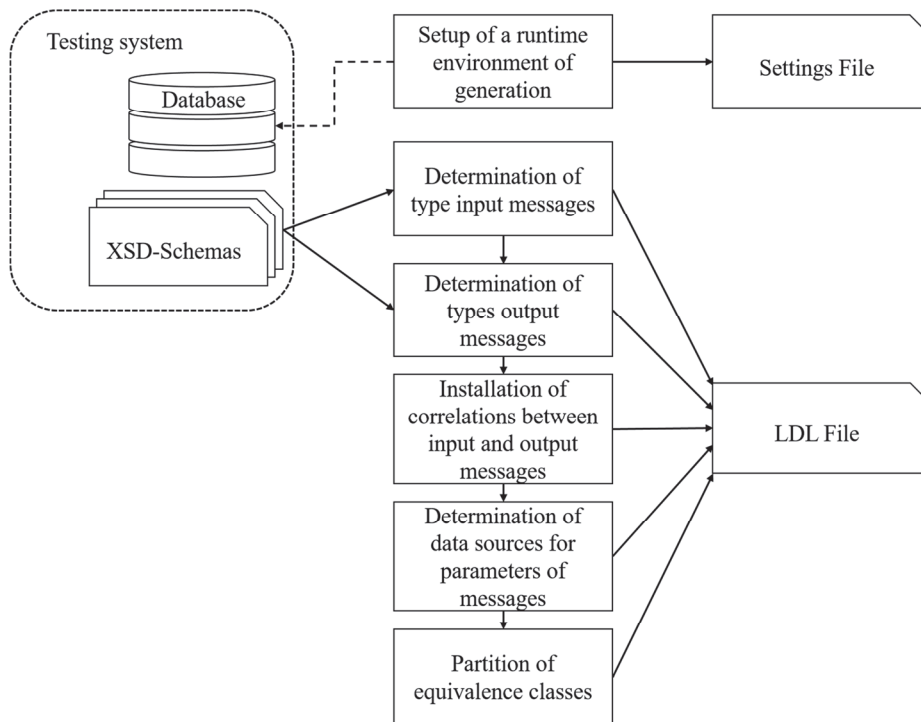 Testing system
Database
XSD-Schemas
Setup of a runtime
environment of
generation
Settings File
Determination of
type input messages
Determination of
types output
messages
Installation of
correlations between
input and output
messages
LDL File
Determination of
data sources for
parameters of
messages
Partition of
equivalence classes